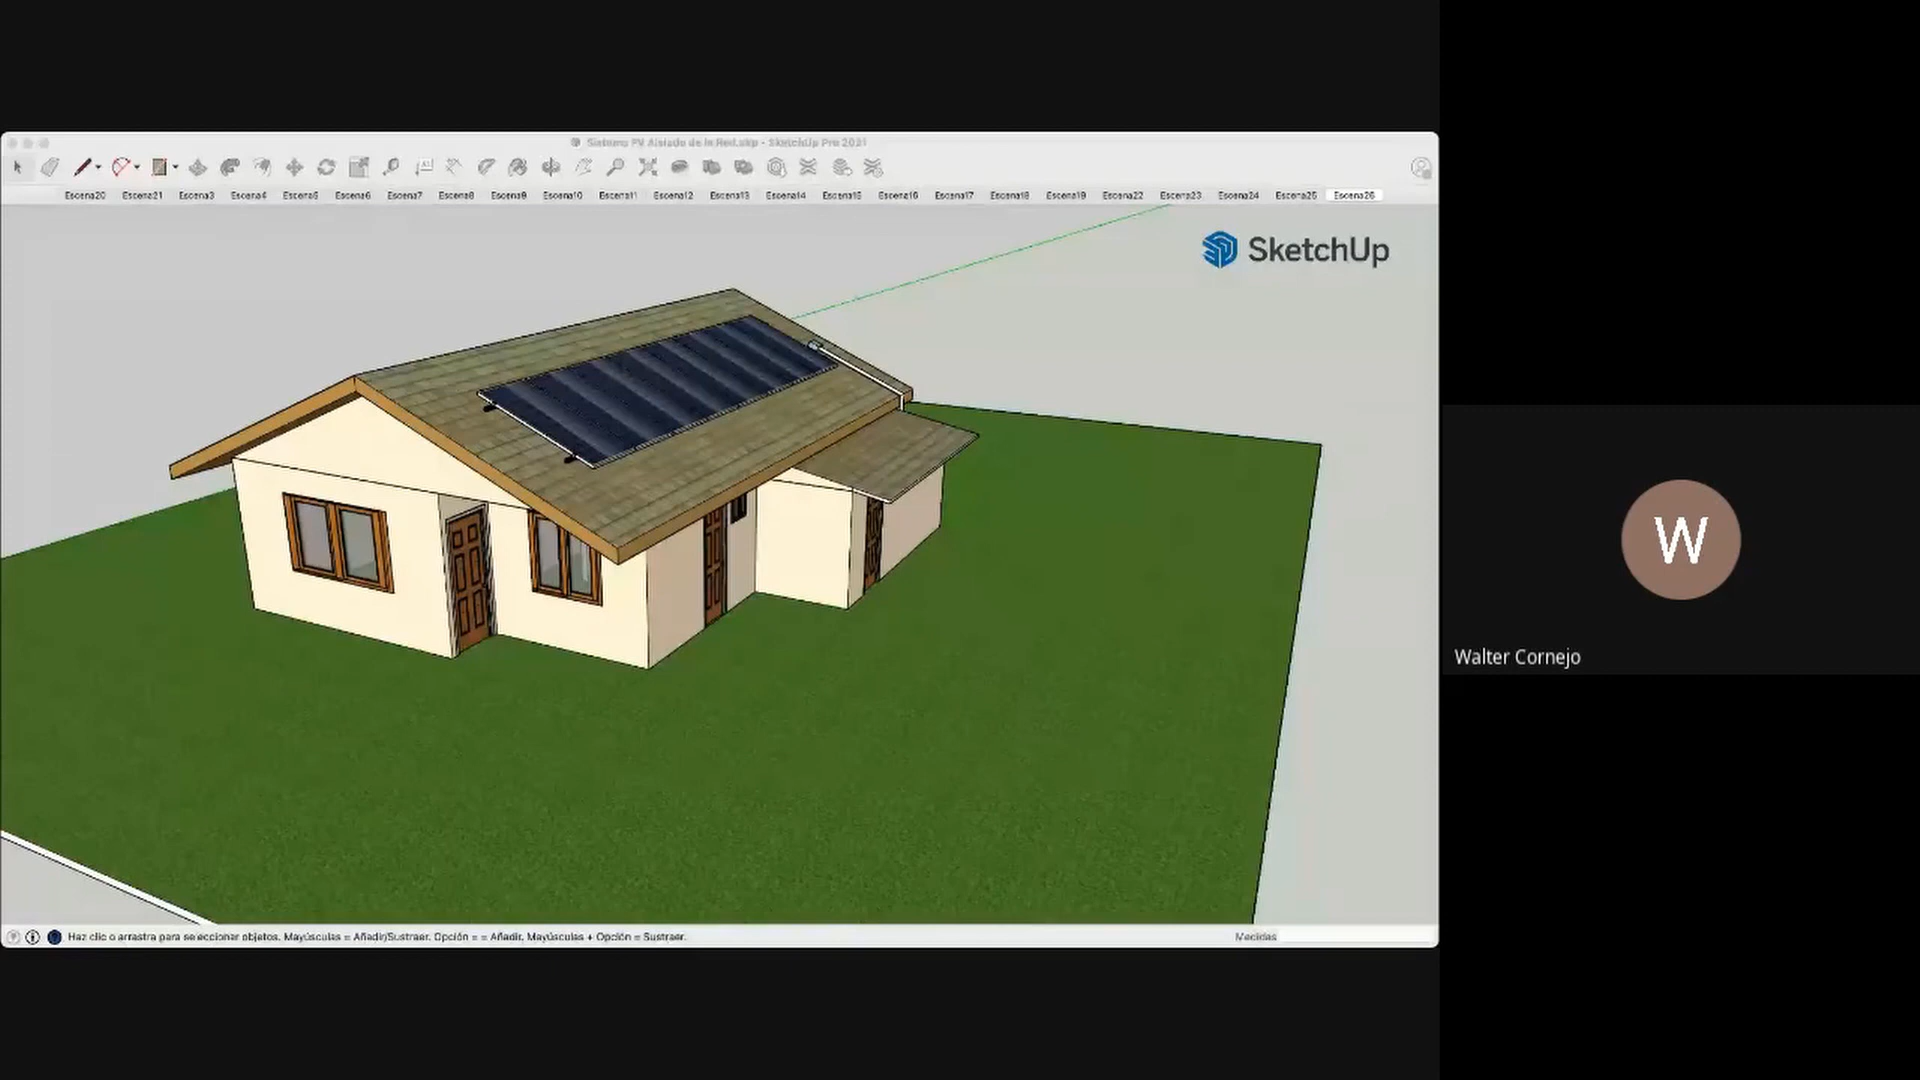 Sistema PV Aislado de la Red.skp - SketchUp Pro 2021
Escena20 Escena21 Escena3 Escena4 Escena5 Escena6 Escena7 Escena8 Escena9 Escena10 Escena11 Escena12 Escena13 Escena14 Escena15 Escena16 Escena17 Escena18 Escena19 Escena22 Escena23 Escena24 Escena25 Escena26
SketchUp
W
Walter Cornejo
Haz clic o arrastra para seleccionar objetos. Mayúsculas = Añadir/Sustraer. Opción = = Añadir. Mayúsculas + Opción = Sustraer.
Medidas